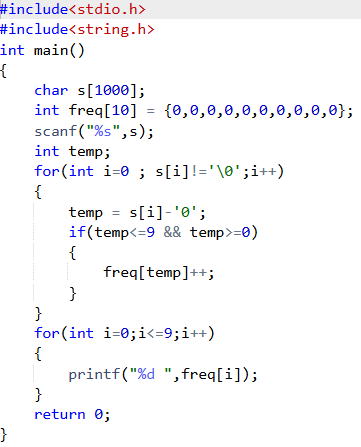 #include<stdio.h>
#include<string.h>
int main()
{
    char s[1000];
    int freq[10] = {0,0,0,0,0,0,0,0,0,0};
    scanf("%s",s);
    int temp;
    for(int i=0 ; s[i]!='\0';i++)
    {
        temp = s[i]-'0';
        if(temp<=9 && temp>=0)
        {
            freq[temp]++;
        }
    }
    for(int i=0;i<=9;i++)
    {
        printf("%d ",freq[i]);
    }
    return 0;
}